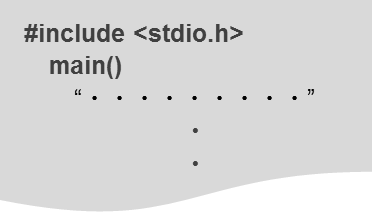 #include <stdio.h>
main()
“ . . . . . . . . . ”
.
.